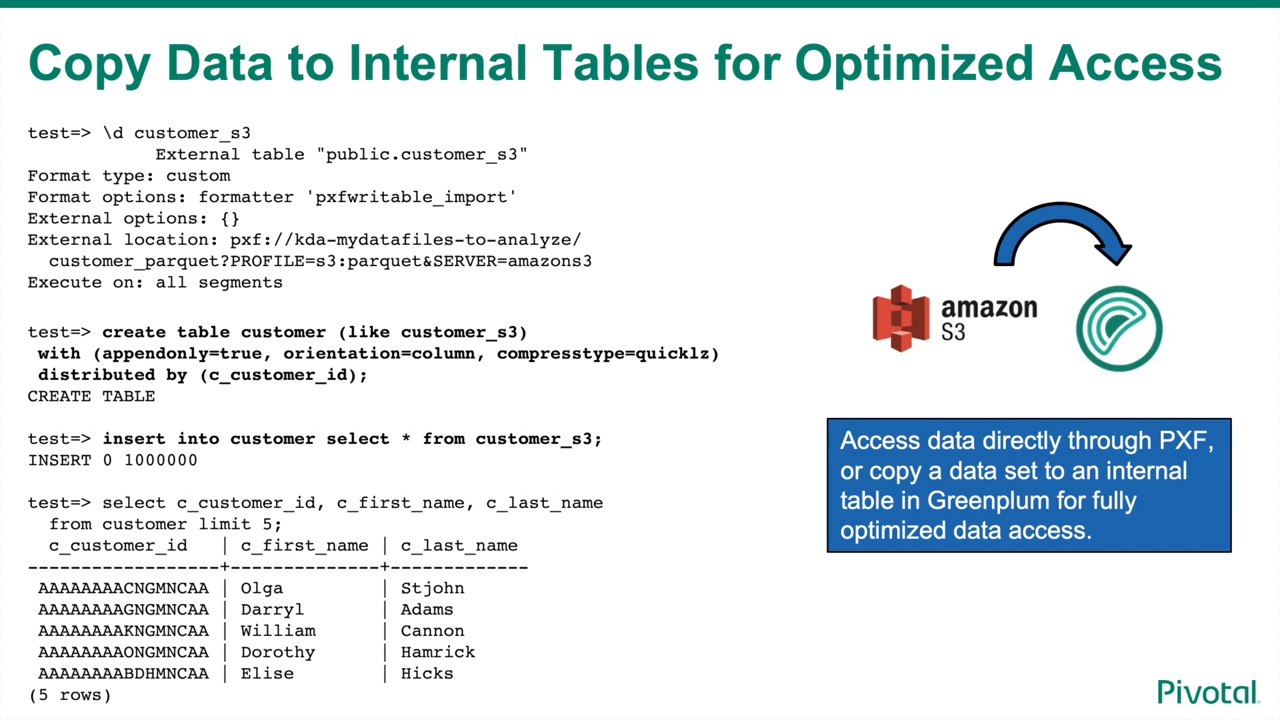 Copy Data to Internal Tables for Optimized Access
test=> \d customer_s3
External table "public.customer_s3"
Format type: custom
Format options: formatter 'pxfwritable_import'
External options: {}
External location: pxf://kda-mydatafiles-to-analyze/
customer_parquet?PROFILE=s3:parquet&SERVER=amazons3
Execute on: all segments
test=> create table customer (like customer_s3)
with (appendonly=true, orientation=column, compresstype=quicklz)
distributed by (c_customer_id);
CREATE TABLE
test=> insert into customer select * from customer_s3;
INSERT 0 1000000
test=> select c_customer_id, c_first_name, c_last_name
from customer limit 5;
c_customer_id | c_first_name | c_last_name
------------------+--------------+-------------
AAAAAAAACNGMNCAA | Olga | Stjohn
AAAAAAAAGNGMNCAA | Darryl | Adams
AAAAAAAAKNGMNCAA | William | Cannon
AAAAAAAAONGMNCAA | Dorothy | Hamrick
AAAAAAAABDHMNCAA | Elise | Hicks
(5 rows)
amazon
S3
Access data directly through PXF,
or copy a data set to an internal
table in Greenplum for fully
optimized data access.
Pivotal